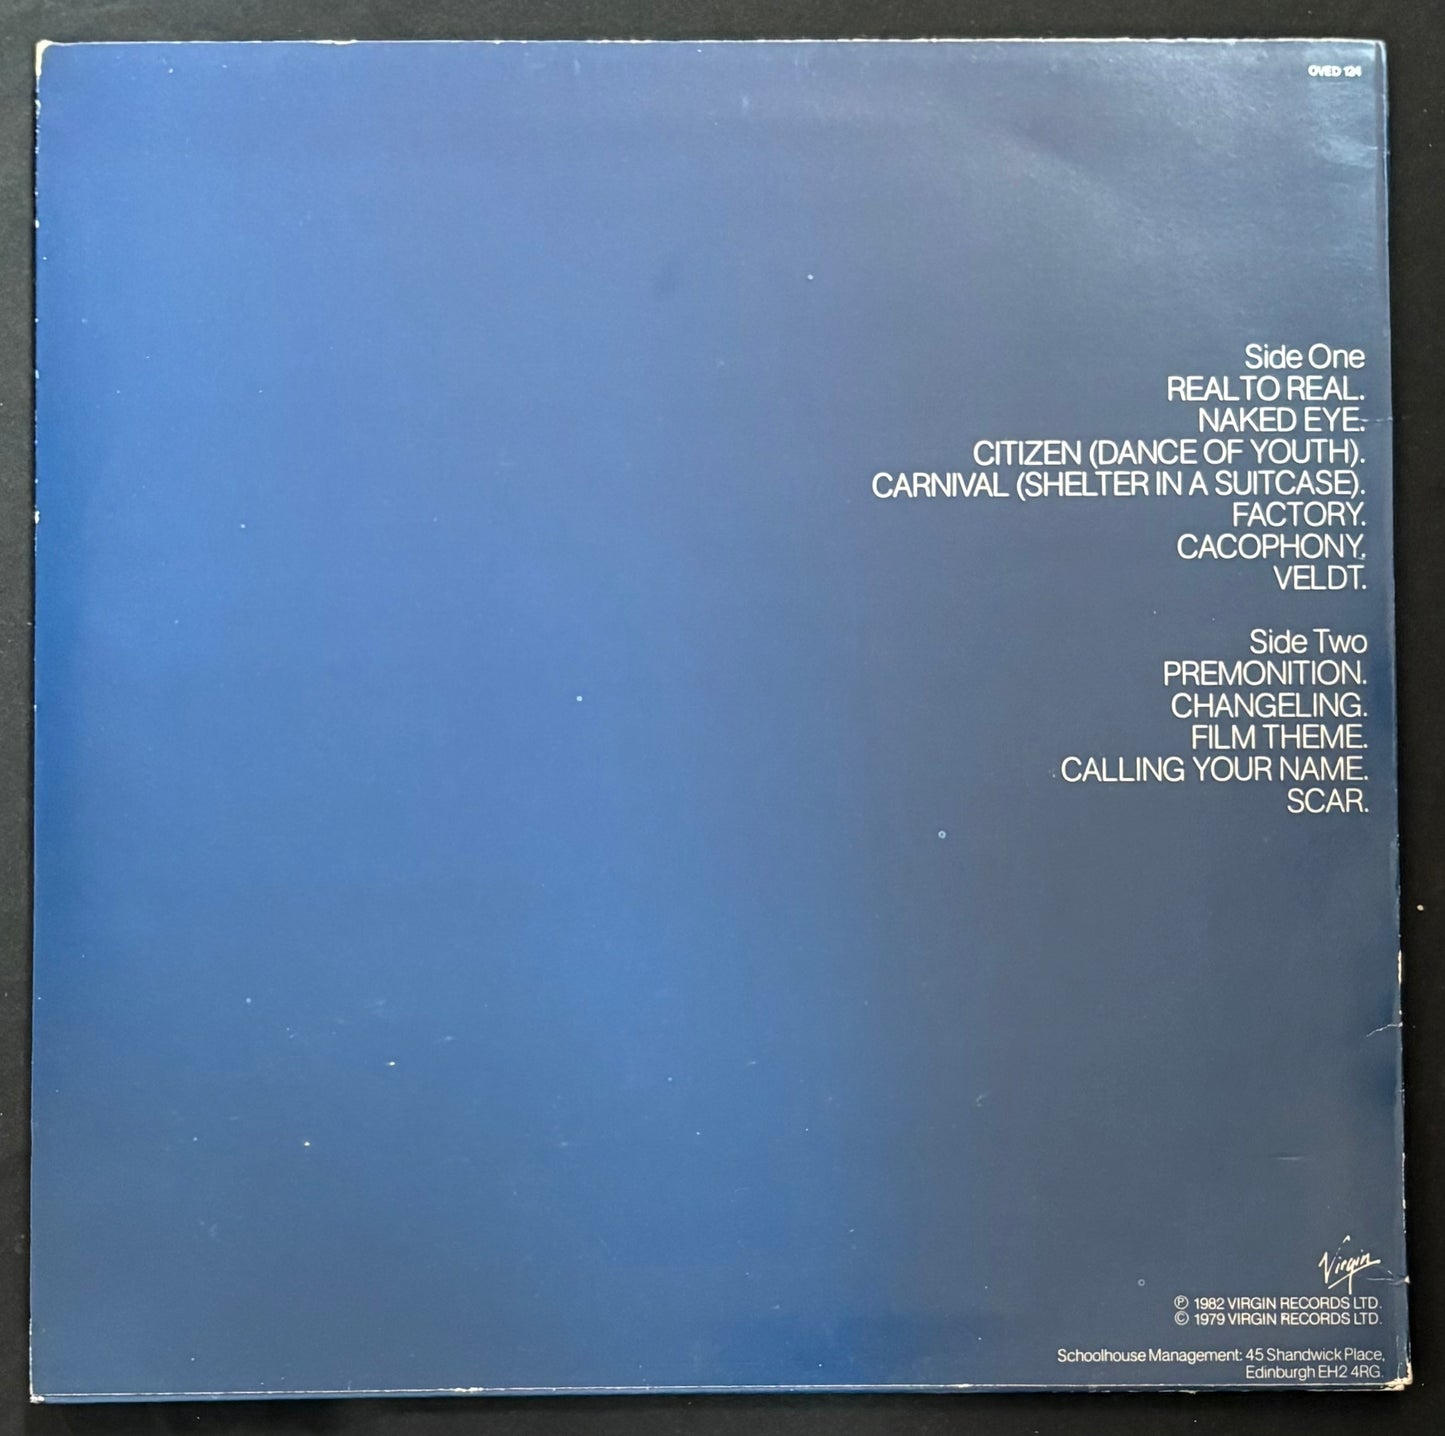 OVED 124
Side One
REAL TO REAL.
NAKED EYE.
CITIZEN (DANCE OF YOUTH).
CARNIVAL (SHELTER IN A SUITCASE).
FACTORY.
CACOPHONY.
VELDT.
Side Two
PREMONITION.
CHANGELING.
FILM THEME.
CALLING YOUR NAME.
SCAR.
Virgin
Ⓟ 1982 VIRGIN RECORDS LTD.
© 1979 VIRGIN RECORDS LTD.
Schoolhouse Management: 45 Shandwick Place,
Edinburgh EH2 4RG.